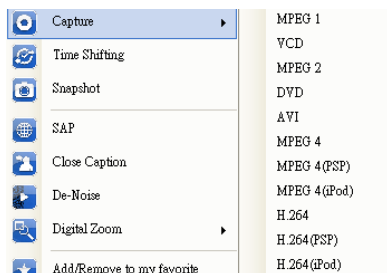 Capture
Time Shifting
Snapshot
SAP
Close Caption
De-Noise
Digital Zoom
Add/Remove to my favorite
MPEG 1
VCD
MPEG 2
DVD
AVI
MPEG 4
MPEG 4(PSP)
MPEG 4(iPod)
H.264
H.264(PSP)
H.264(iPod)